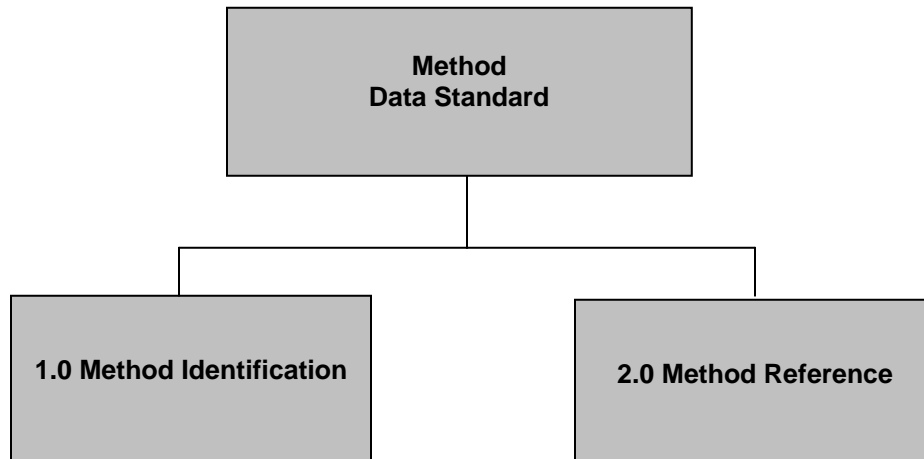 Method
Data Standard
1.0 Method Identification
2.0 Method Reference